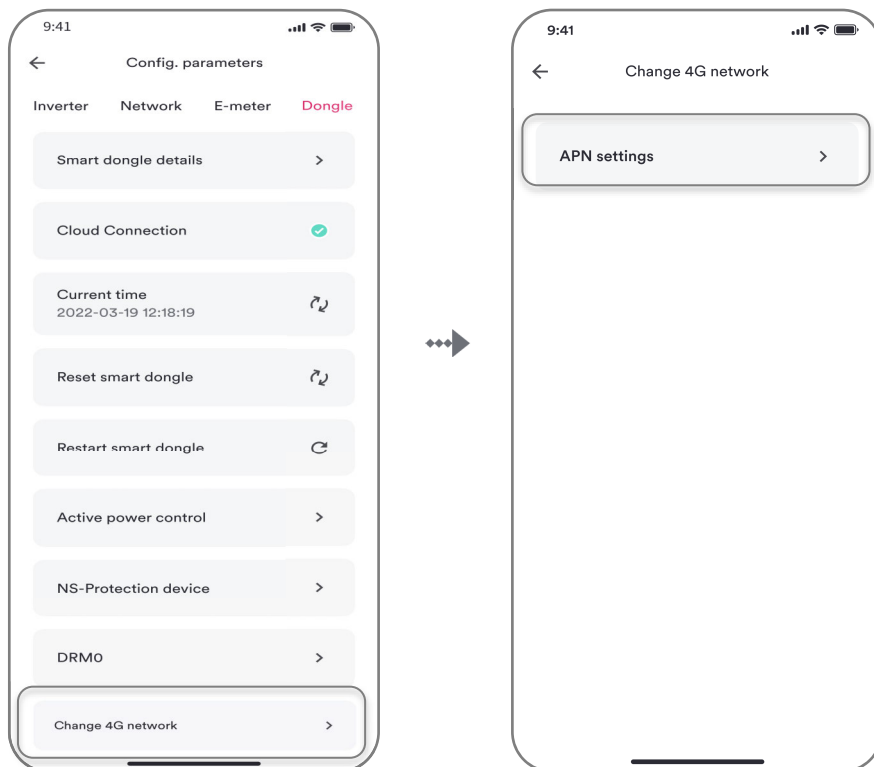 9:41
Config. parameters
Inverter Network E-meter Dongle
Smart dongle details
Cloud Connection
Current time
2022-03-19 12:18:19
Reset smart dongle
Restart smart dongle
Active power control
NS-Protection device
DRM0
Change 4G network
9:41
Change 4G network
APN settings